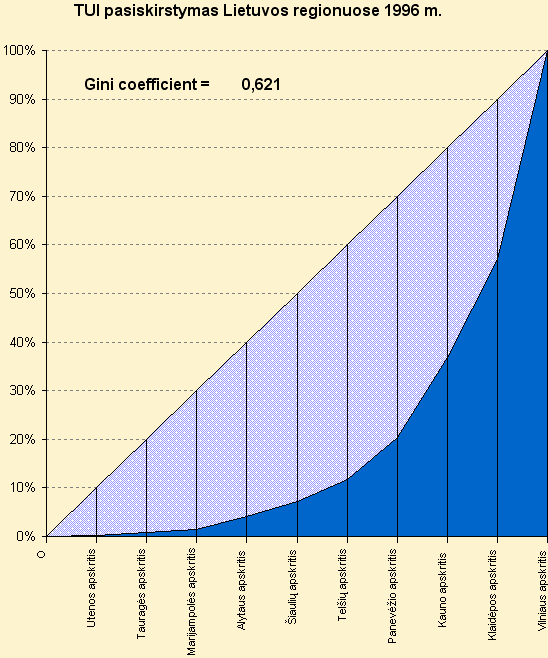 TUI pasiskirstymas Lietuvos regionuose 1996 m.
Gini coefficient = 0,621
100%
90%
80%
70%
60%
50%
40%
30%
20%
10%
0%
O
Utenos apskritis
Tauragės apskritis
Marijampolės apskritis
Alytaus apskritis
Šiaulių apskritis
Telšių apskritis
Panevėžio apskritis
Kauno apskritis
Klaidėpos apskritis
Vilniaus apskritis